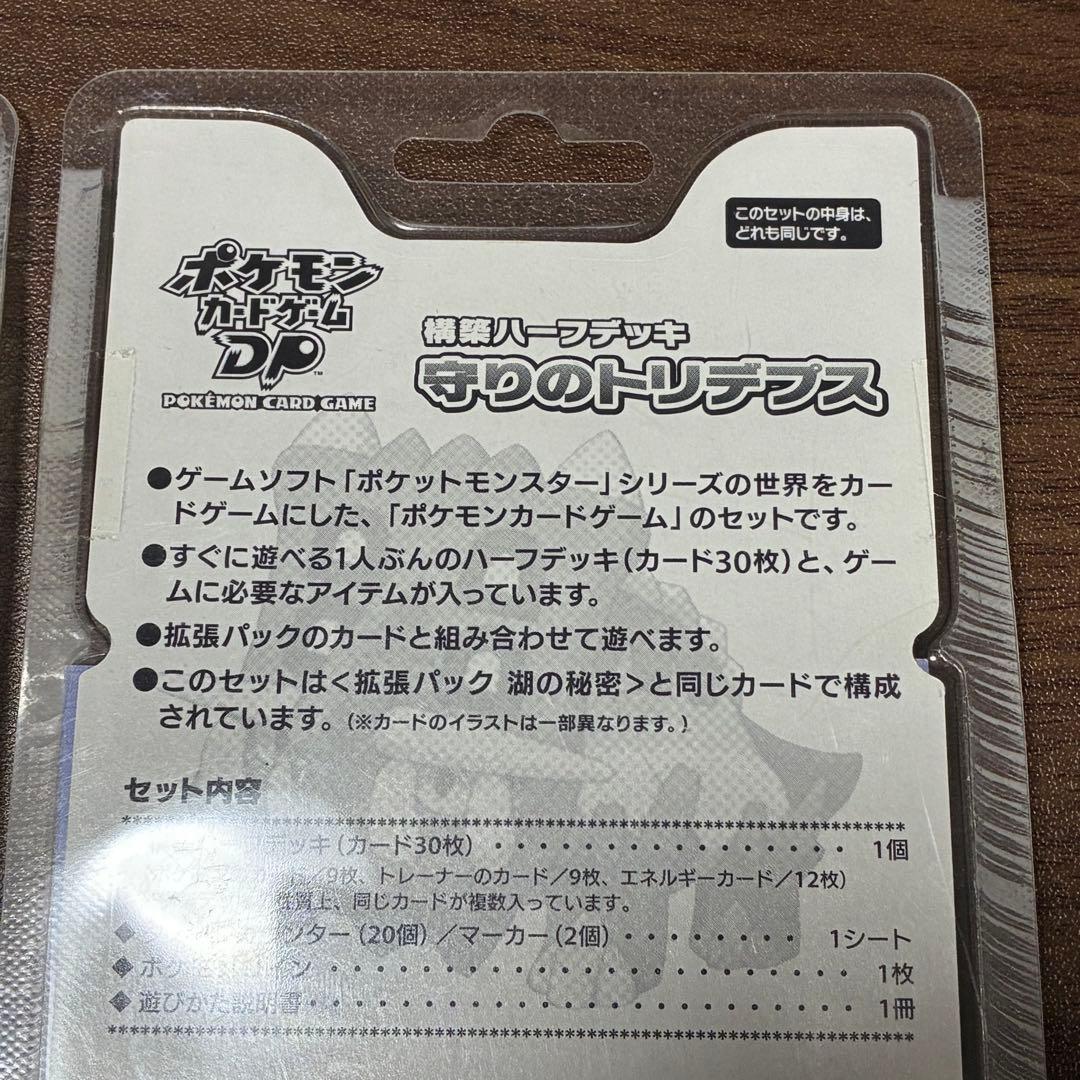 このセットの中身は、
どれも同じです。
ポケモン
カードゲーム
DP™
POKÉMON CARD GAME
構築ハーフデッキ
守りのトリデプス
●ゲームソフト「ポケットモンスター」シリーズの世界をカー
ドゲームにした、「ポケモンカードゲーム」のセットです。
●すぐに遊べる1人ぶんのハーフデッキ(カード30枚)と、ゲー
ムに必要なアイテムが入っています。
●拡張パックのカードと組み合わせて遊べます。
●このセットは<拡張パック 湖の秘密>と同じカードで構成
されています。(※カードのイラストは一部異なります。)
セット内容
デッキ(カード30枚) 1個
/9枚、トレーナーのカード/9枚、エネルギーカード/12枚)
性質上、同じカードが複数入っています。
◆ ンター(20個)/マーカー(2個) 1シート
◆ イン 1枚
◆遊びかた説明書 1冊